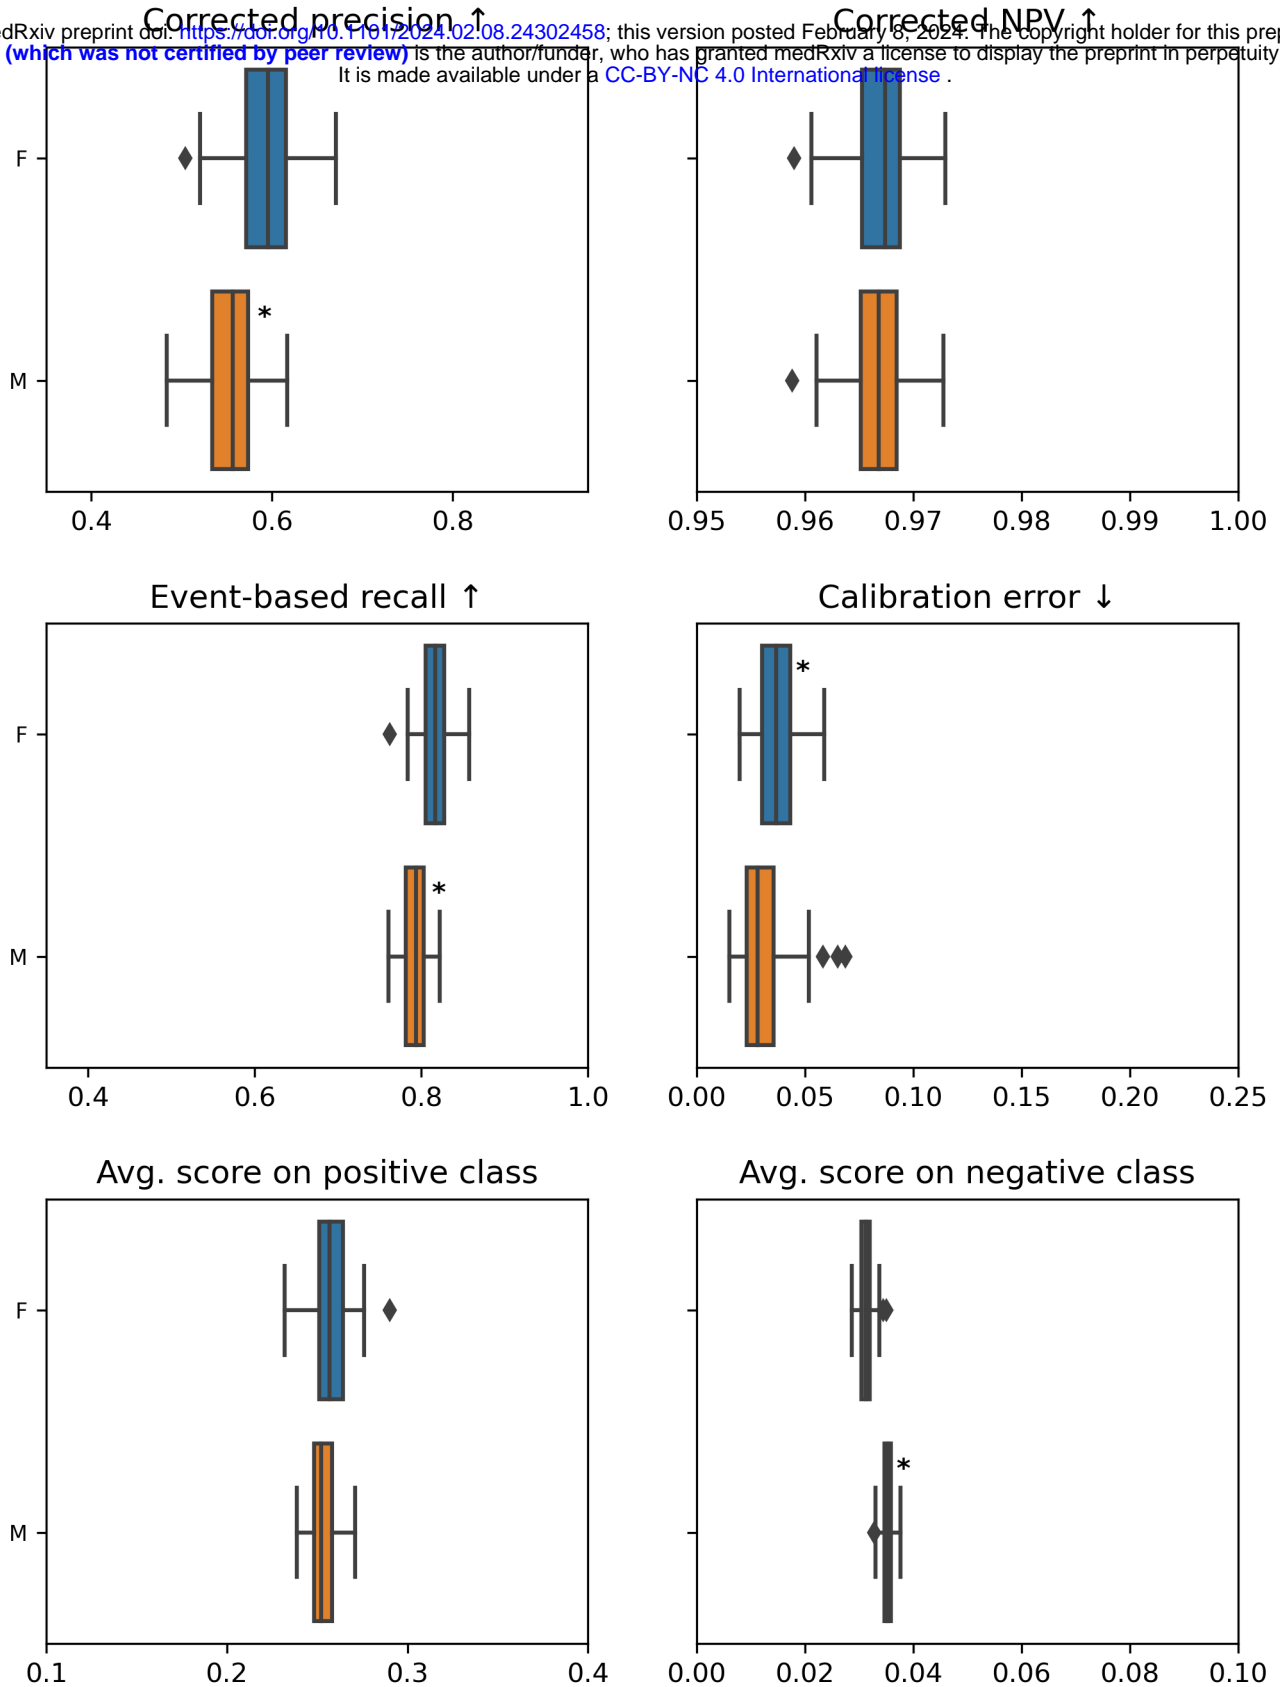 Corrected precision ↑ Corrected NPV ↑
edRxiv preprint doi: https://doi.org/10.1101/2024.02.08.24302458; this version posted February 8, 2024. The copyright holder for this prep
(which was not certified by peer review) is the author/funder, who has granted medRxiv a license to display the preprint in perpetuity
It is made available under a CC-BY-NC 4.0 International license .
F
*
M
0.4 0.6 0.8
0.95 0.96 0.97 0.98 0.99 1.00
Event-based recall ↑ Calibration error ↓
*
F
*
M
0.4 0.6 0.8 1.0
0.00 0.05 0.10 0.15 0.20 0.25
Avg. score on positive class Avg. score on negative class
F
*
M
0.1 0.2 0.3 0.4
0.00 0.02 0.04 0.06 0.08 0.10